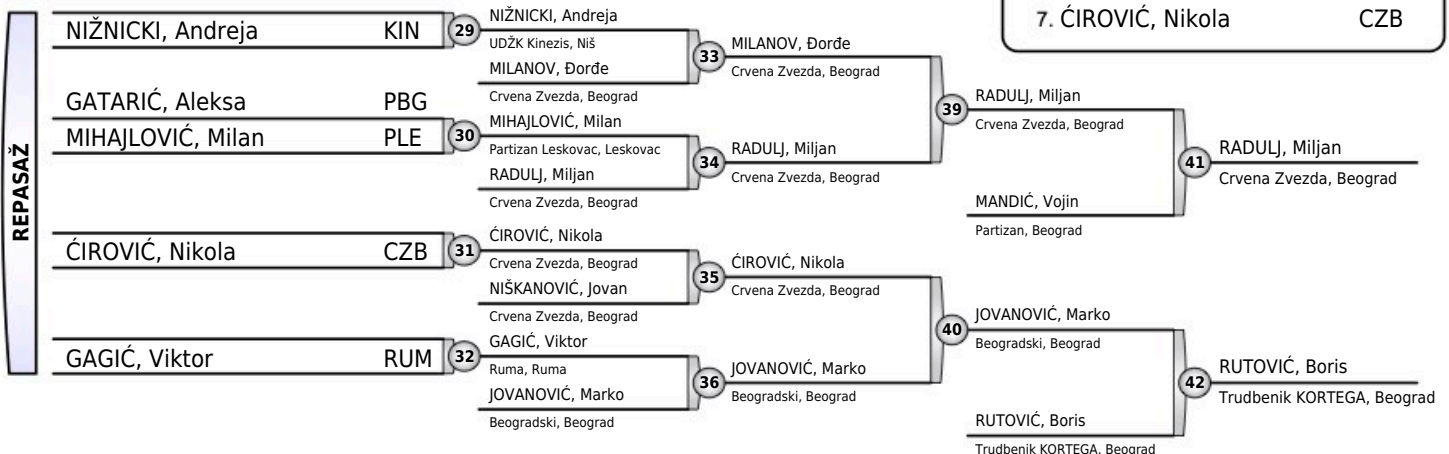 7. ĆIROVIĆ, Nikola CZB
REPASAŽ
NIŽNICKI, Andreja KIN
GATARIĆ, Aleksa PBG
MIHAJLOVIĆ, Milan PLE
ĆIROVIĆ, Nikola CZB
GAGIĆ, Viktor RUM
29
NIŽNICKI, Andreja
UDŽK Kinezis, Niš
MILANOV, Đorđe
Crvena Zvezda, Beograd
30
MIHAJLOVIĆ, Milan
Partizan Leskovac, Leskovac
RADULJ, Miljan
Crvena Zvezda, Beograd
31
ĆIROVIĆ, Nikola
Crvena Zvezda, Beograd
NIŠKANOVIĆ, Jovan
Crvena Zvezda, Beograd
32
GAGIĆ, Viktor
Ruma, Ruma
JOVANOVIĆ, Marko
Beogradski, Beograd
33
MILANOV, Đorđe
Crvena Zvezda, Beograd
34
RADULJ, Miljan
Crvena Zvezda, Beograd
35
ĆIROVIĆ, Nikola
Crvena Zvezda, Beograd
36
JOVANOVIĆ, Marko
Beogradski, Beograd
39
RADULJ, Miljan
Crvena Zvezda, Beograd
MANDIĆ, Vojin
Partizan, Beograd
40
JOVANOVIĆ, Marko
Beogradski, Beograd
RUTOVIĆ, Boris
Trudbenik KORTEGA, Beograd
41
RADULJ, Miljan
Crvena Zvezda, Beograd
42
RUTOVIĆ, Boris
Trudbenik KORTEGA, Beograd